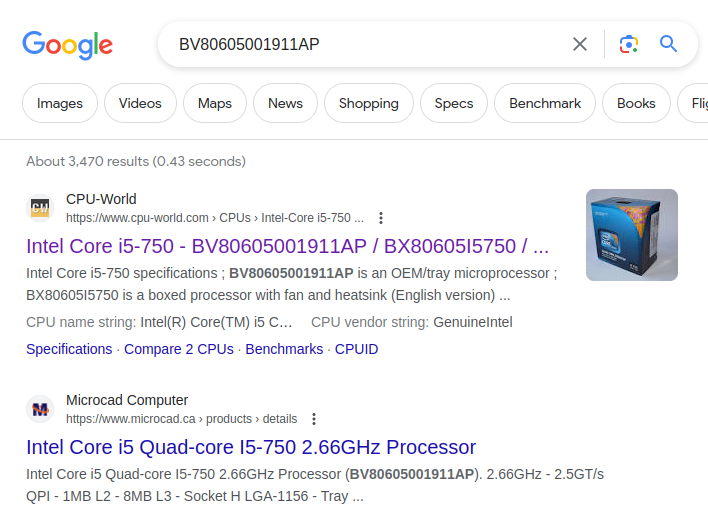 Google
BV80605001911AP
Images Videos Maps News Shopping Specs Benchmark Books Flig
About 3,470 results (0.43 seconds)
CPU-World
https://www.cpu-world.com › CPUs › Intel-Core i5-750 ...
Intel Core i5-750 - BV80605001911AP / BX80605I5750 / ...
Intel Core i5-750 specifications ; BV80605001911AP is an OEM/tray microprocessor ;
BX80605I5750 is a boxed processor with fan and heatsink (English version) ...
CPU name string: Intel(R) Core(TM) i5 C… CPU vendor string: GenuineIntel
Specifications · Compare 2 CPUs · Benchmarks · CPUID
Microcad Computer
https://www.microcad.ca › products › details
Intel Core i5 Quad-core I5-750 2.66GHz Processor
Intel Core i5 Quad-core I5-750 2.66GHz Processor (BV80605001911AP). 2.66GHz - 2.5GT/s
QPI - 1MB L2 - 8MB L3 - Socket H LGA-1156 - Tray ...